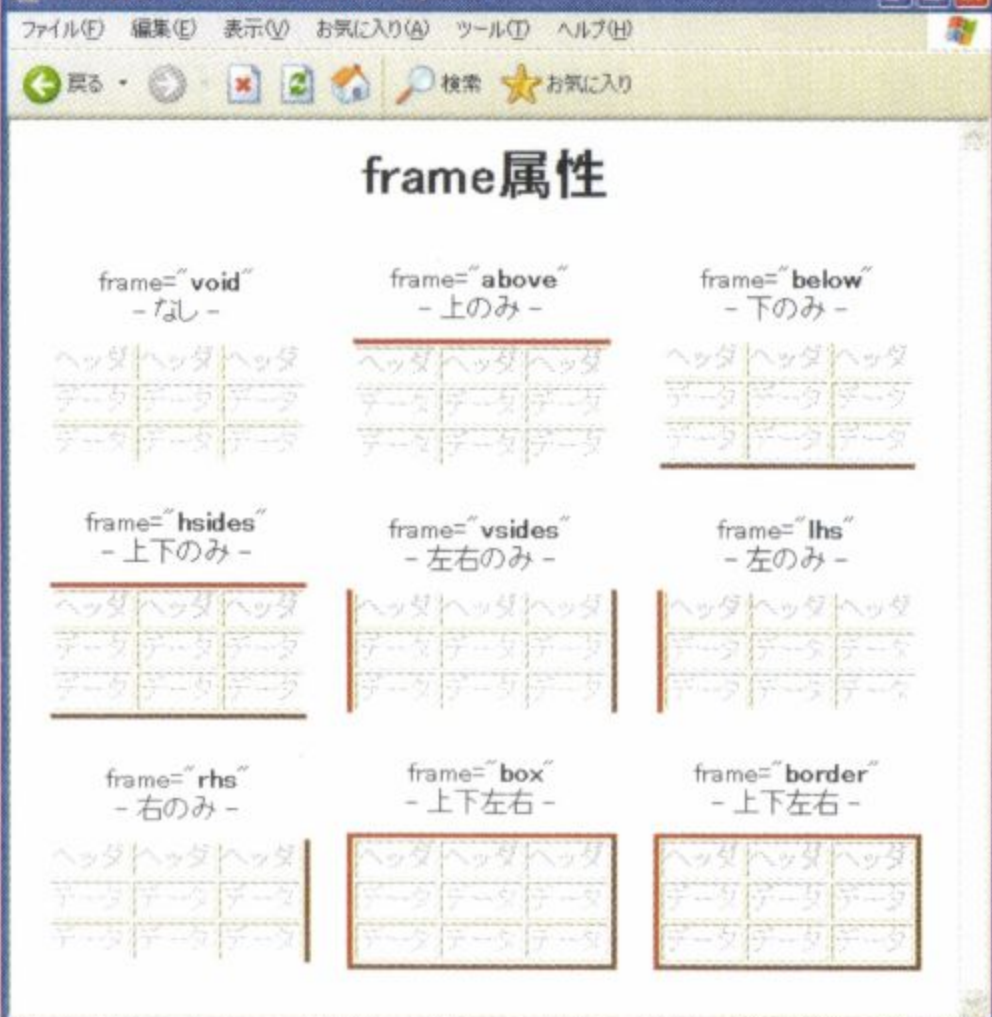 ファイル(F) 編集(E) 表示(V) お気に入り(A) ツール(T) ヘルプ(H)
戻る 検索 お気に入り
frame属性
frame="void"
- なし -
ヘッダ ヘッダ ヘッダ
データ データ データ
データ データ データ
frame="above"
- 上のみ -
ヘッダ ヘッダ ヘッダ
データ データ データ
データ データ データ
frame="below"
- 下のみ -
ヘッダ ヘッダ ヘッダ
データ データ データ
データ データ データ
frame="hsides"
- 上下のみ -
ヘッダ ヘッダ ヘッダ
データ データ データ
データ データ データ
frame="vsides"
- 左右のみ -
ヘッダ ヘッダ ヘッダ
データ データ データ
データ データ データ
frame="lhs"
- 左のみ -
ヘッダ ヘッダ ヘッダ
データ データ データ
データ データ データ
frame="rhs"
- 右のみ -
ヘッダ ヘッダ ヘッダ
データ データ データ
データ データ データ
frame="box"
- 上下左右 -
ヘッダ ヘッダ ヘッダ
データ データ データ
データ データ データ
frame="border"
- 上下左右 -
ヘッダ ヘッダ ヘッダ
データ データ データ
データ データ データ